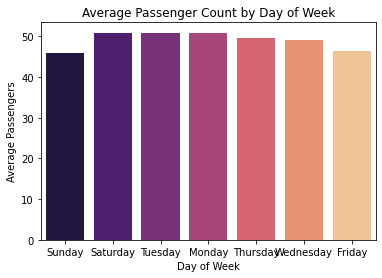 Average Passenger Count by Day of Week
Average Passengers
50
40
30
20
10
0
Sunday Saturday Tuesday Monday Thursday Wednesday Friday
Day of Week